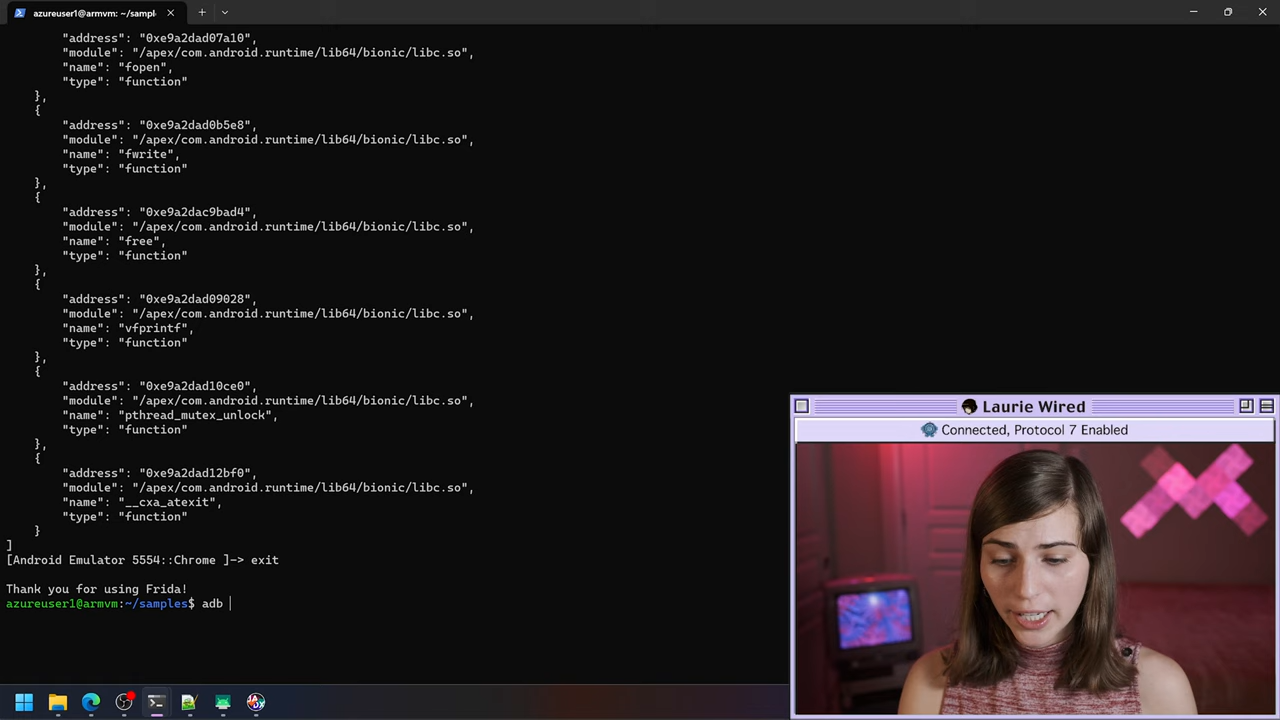 azureuser1@armvm: ~/sampl
"address": "0xe9a2dad07a10",
"module": "/apex/com.android.runtime/lib64/bionic/libc.so",
"name": "fopen",
"type": "function"
},
{
"address": "0xe9a2dad0b5e8",
"module": "/apex/com.android.runtime/lib64/bionic/libc.so",
"name": "fwrite",
"type": "function"
},
{
"address": "0xe9a2dac9bad4",
"module": "/apex/com.android.runtime/lib64/bionic/libc.so",
"name": "free",
"type": "function"
},
{
"address": "0xe9a2dad09028",
"module": "/apex/com.android.runtime/lib64/bionic/libc.so",
"name": "vfprintf",
"type": "function"
},
{
"address": "0xe9a2dad10ce0",
"module": "/apex/com.android.runtime/lib64/bionic/libc.so",
"name": "pthread_mutex_unlock",
"type": "function"
},
{
"address": "0xe9a2dad12bf0",
"module": "/apex/com.android.runtime/lib64/bionic/libc.so",
"name": "__cxa_atexit",
"type": "function"
}
]
[Android Emulator 5554::Chrome ]-> exit
Thank you for using Frida!
azureuser1@armvm:~/samples$ adb
Laurie Wired
Connected, Protocol 7 Enabled